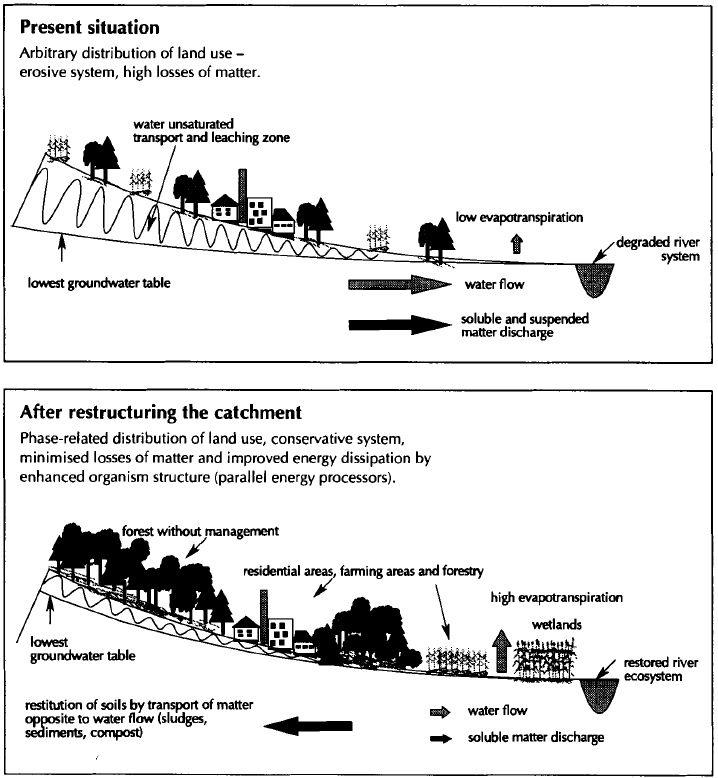 Present situation
Arbitrary distribution of land use –
erosive system, high losses of matter.
water unsaturated
transport and leaching zone
low evapotranspiration
degraded river
system
lowest groundwater table
water flow
soluble and suspended
matter discharge
After restructuring the catchment
Phase-related distribution of land use, conservative system,
minimised losses of matter and improved energy dissipation by
enhanced organism structure (parallel energy processors).
forest without management
residential areas, farming areas and forestry
high evapotranspiration
wetlands
lowest
groundwater table
restored river
ecosystem
restitution of soils by transport of matter
opposite to water flow (sludges,
sediments, compost)
water flow
soluble matter discharge